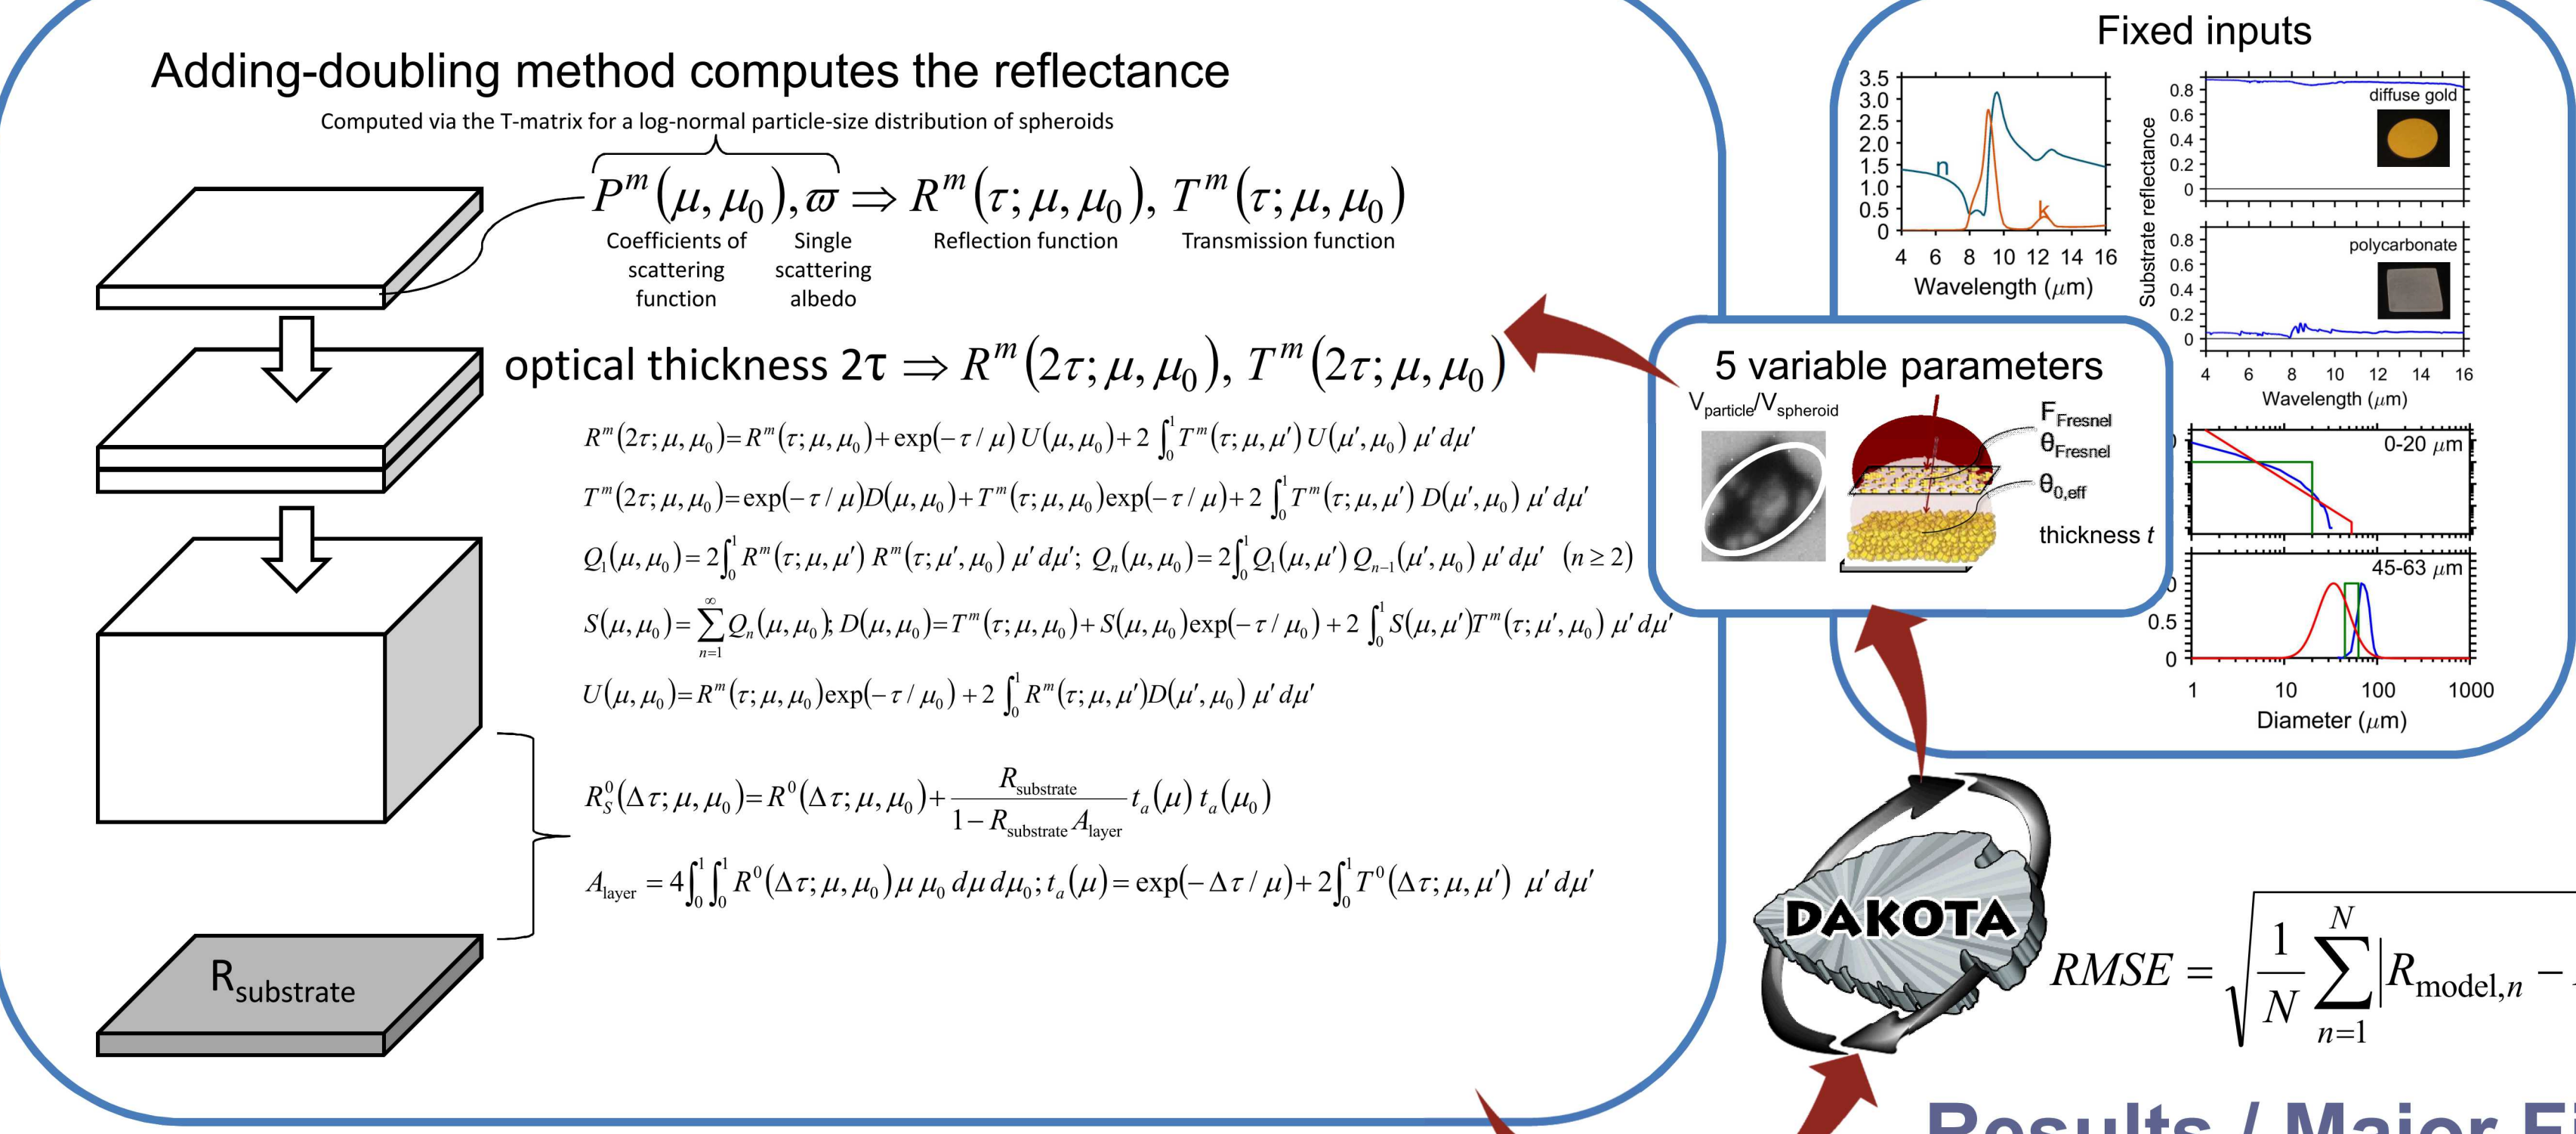 Adding-doubling method computes the reflectance
Computed via the T-matrix for a log-normal particle-size distribution of spheroids
P^m(μ, μ_0), ϖ ⇒ R^m(τ; μ, μ_0), T^m(τ; μ, μ_0)
Coefficients of scattering function
Single scattering albedo
Reflection function
Transmission function
optical thickness 2τ ⇒ R^m(2τ; μ, μ_0), T^m(2τ; μ, μ_0)
R^m(2τ; μ, μ_0) = R^m(τ; μ, μ_0) + exp(−τ / μ) U(μ, μ_0) + 2 ∫_0^1 T^m(τ; μ, μ′) U(μ′, μ_0) μ′ dμ′
T^m(2τ; μ, μ_0) = exp(−τ / μ) D(μ, μ_0) + T^m(τ; μ, μ_0) exp(−τ / μ) + 2 ∫_0^1 T^m(τ; μ, μ′) D(μ′, μ_0) μ′ dμ′
Q_1(μ, μ_0) = 2∫_0^1 R^m(τ; μ, μ′) R^m(τ; μ′, μ_0) μ′ dμ′; Q_n(μ, μ_0) = 2∫_0^1 Q_1(μ, μ′) Q_{n−1}(μ′, μ_0) μ′ dμ′ (n ≥ 2)
S(μ, μ_0) = ∑_{n=1}^∞ Q_n(μ, μ_0); D(μ, μ_0) = T^m(τ; μ, μ_0) + S(μ, μ_0) exp(−τ / μ_0) + 2 ∫_0^1 S(μ, μ′) T^m(τ; μ′, μ_0) μ′ dμ′
U(μ, μ_0) = R^m(τ; μ, μ_0) exp(−τ / μ_0) + 2 ∫_0^1 R^m(τ; μ, μ′) D(μ′, μ_0) μ′ dμ′
R_S^0(Δτ; μ, μ_0) = R^0(Δτ; μ, μ_0) + R_substrate / (1 − R_substrate A_layer) t_a(μ) t_a(μ_0)
A_layer = 4∫_0^1 ∫_0^1 R^0(Δτ; μ, μ_0) μ μ_0 dμ dμ_0; t_a(μ) = exp(−Δτ / μ) + 2∫_0^1 T^0(Δτ; μ, μ′) μ′ dμ′
R_substrate
Fixed inputs
3.5
3.0
2.5
2.0
1.5
1.0
0.5
0
n
k
4 6 8 10 12 14 16
Wavelength (μm)
Substrate reflectance
0.8
0.6
0.4
0.2
0
diffuse gold
0.8
0.6
0.4
0.2
0
polycarbonate
4 6 8 10 12 14 16
Wavelength (μm)
0-20 μm
45-63 μm
0.5
0
1 10 100 1000
Diameter (μm)
5 variable parameters
V_particle/V_spheroid
F_Fresnel
θ_Fresnel
θ_0,eff
thickness t
DAKOTA
RMSE = √ 1/N ∑_{n=1}^N |R_model,n −
Results / Major Fi